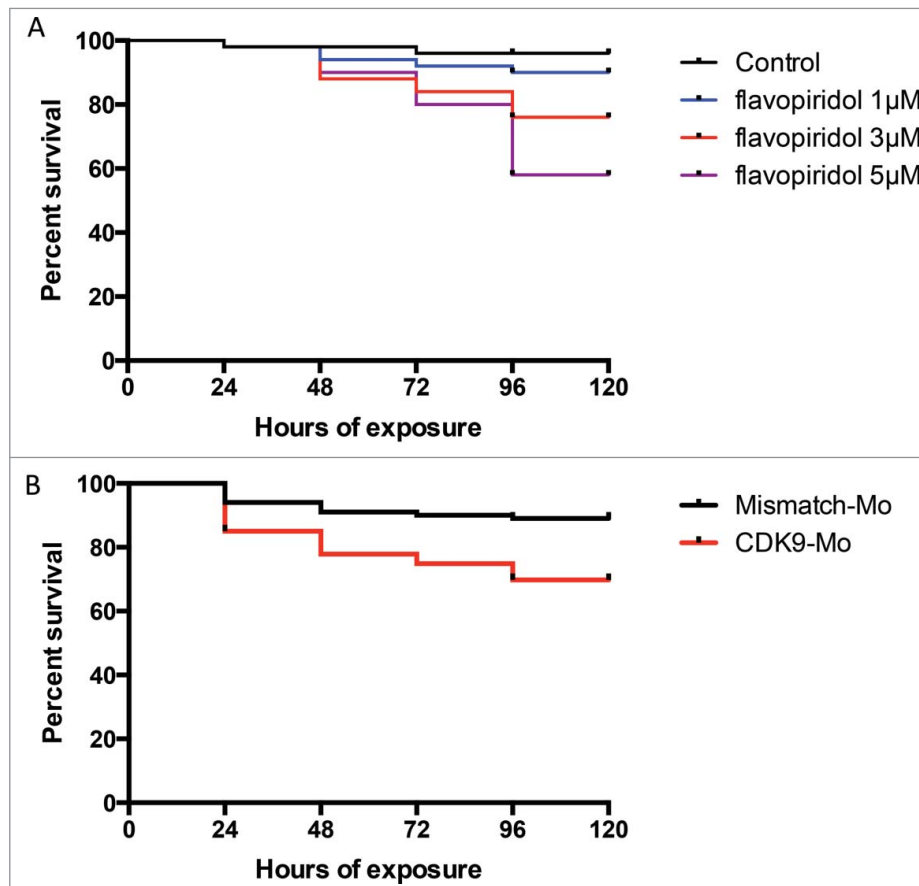 A
Percent survival
100
80
60
40
20
0
0 24 48 72 96 120
Hours of exposure
Control
flavopiridol 1µM
flavopiridol 3µM
flavopiridol 5µM
B
Percent survival
100
80
60
40
20
0
0 24 48 72 96 120
Hours of exposure
Mismatch-Mo
CDK9-Mo